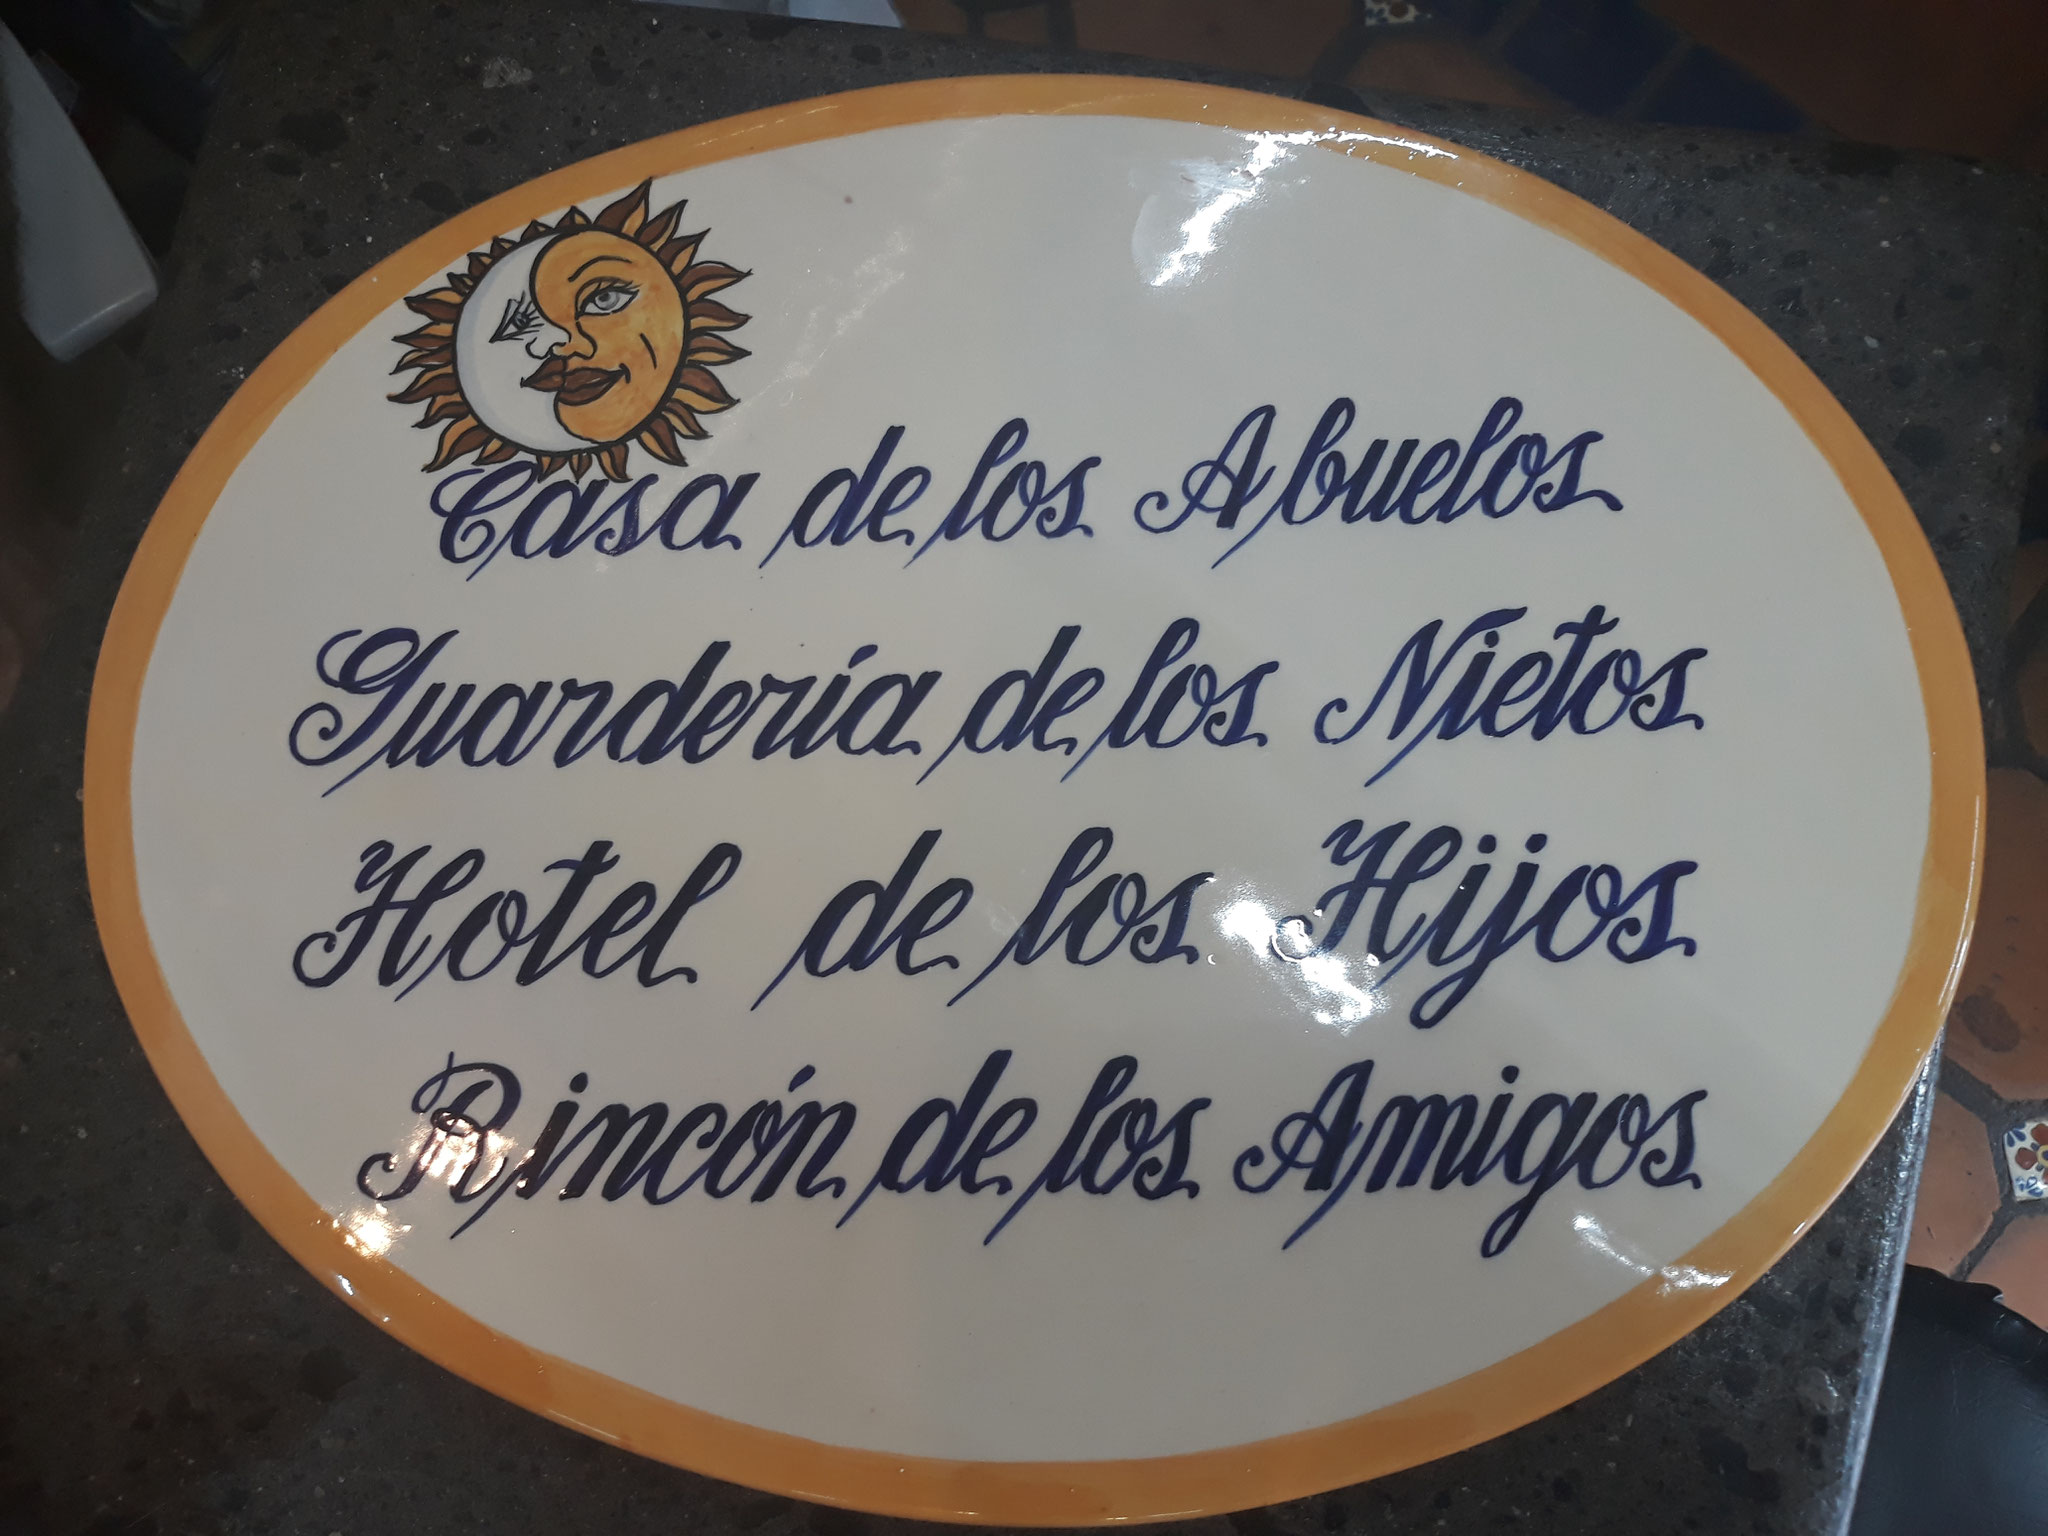 Casa de los Abuelos
Guardería de los Nietos
Hotel de los Hijos
Rincón de los Amigos